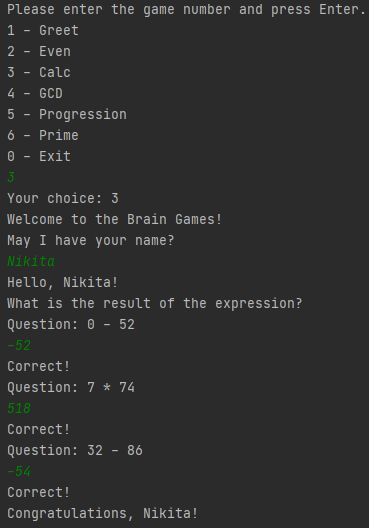 Please enter the game number and press Enter.
1 - Greet
2 - Even
3 - Calc
4 - GCD
5 - Progression
6 - Prime
0 - Exit
3
Your choice: 3
Welcome to the Brain Games!
May I have your name?
Nikita
Hello, Nikita!
What is the result of the expression?
Question: 0 - 52
-52
Correct!
Question: 7 * 74
518
Correct!
Question: 32 - 86
-54
Correct!
Congratulations, Nikita!